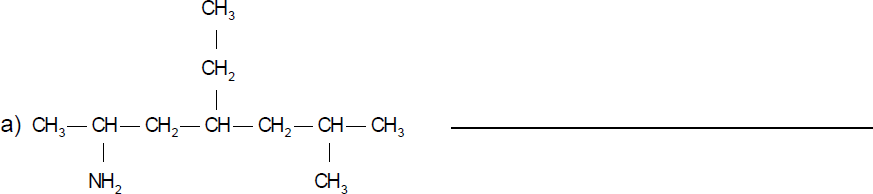 CH3
CH2
a) CH3 — CH — CH2 — CH — CH2 — CH — CH3
NH2 CH3